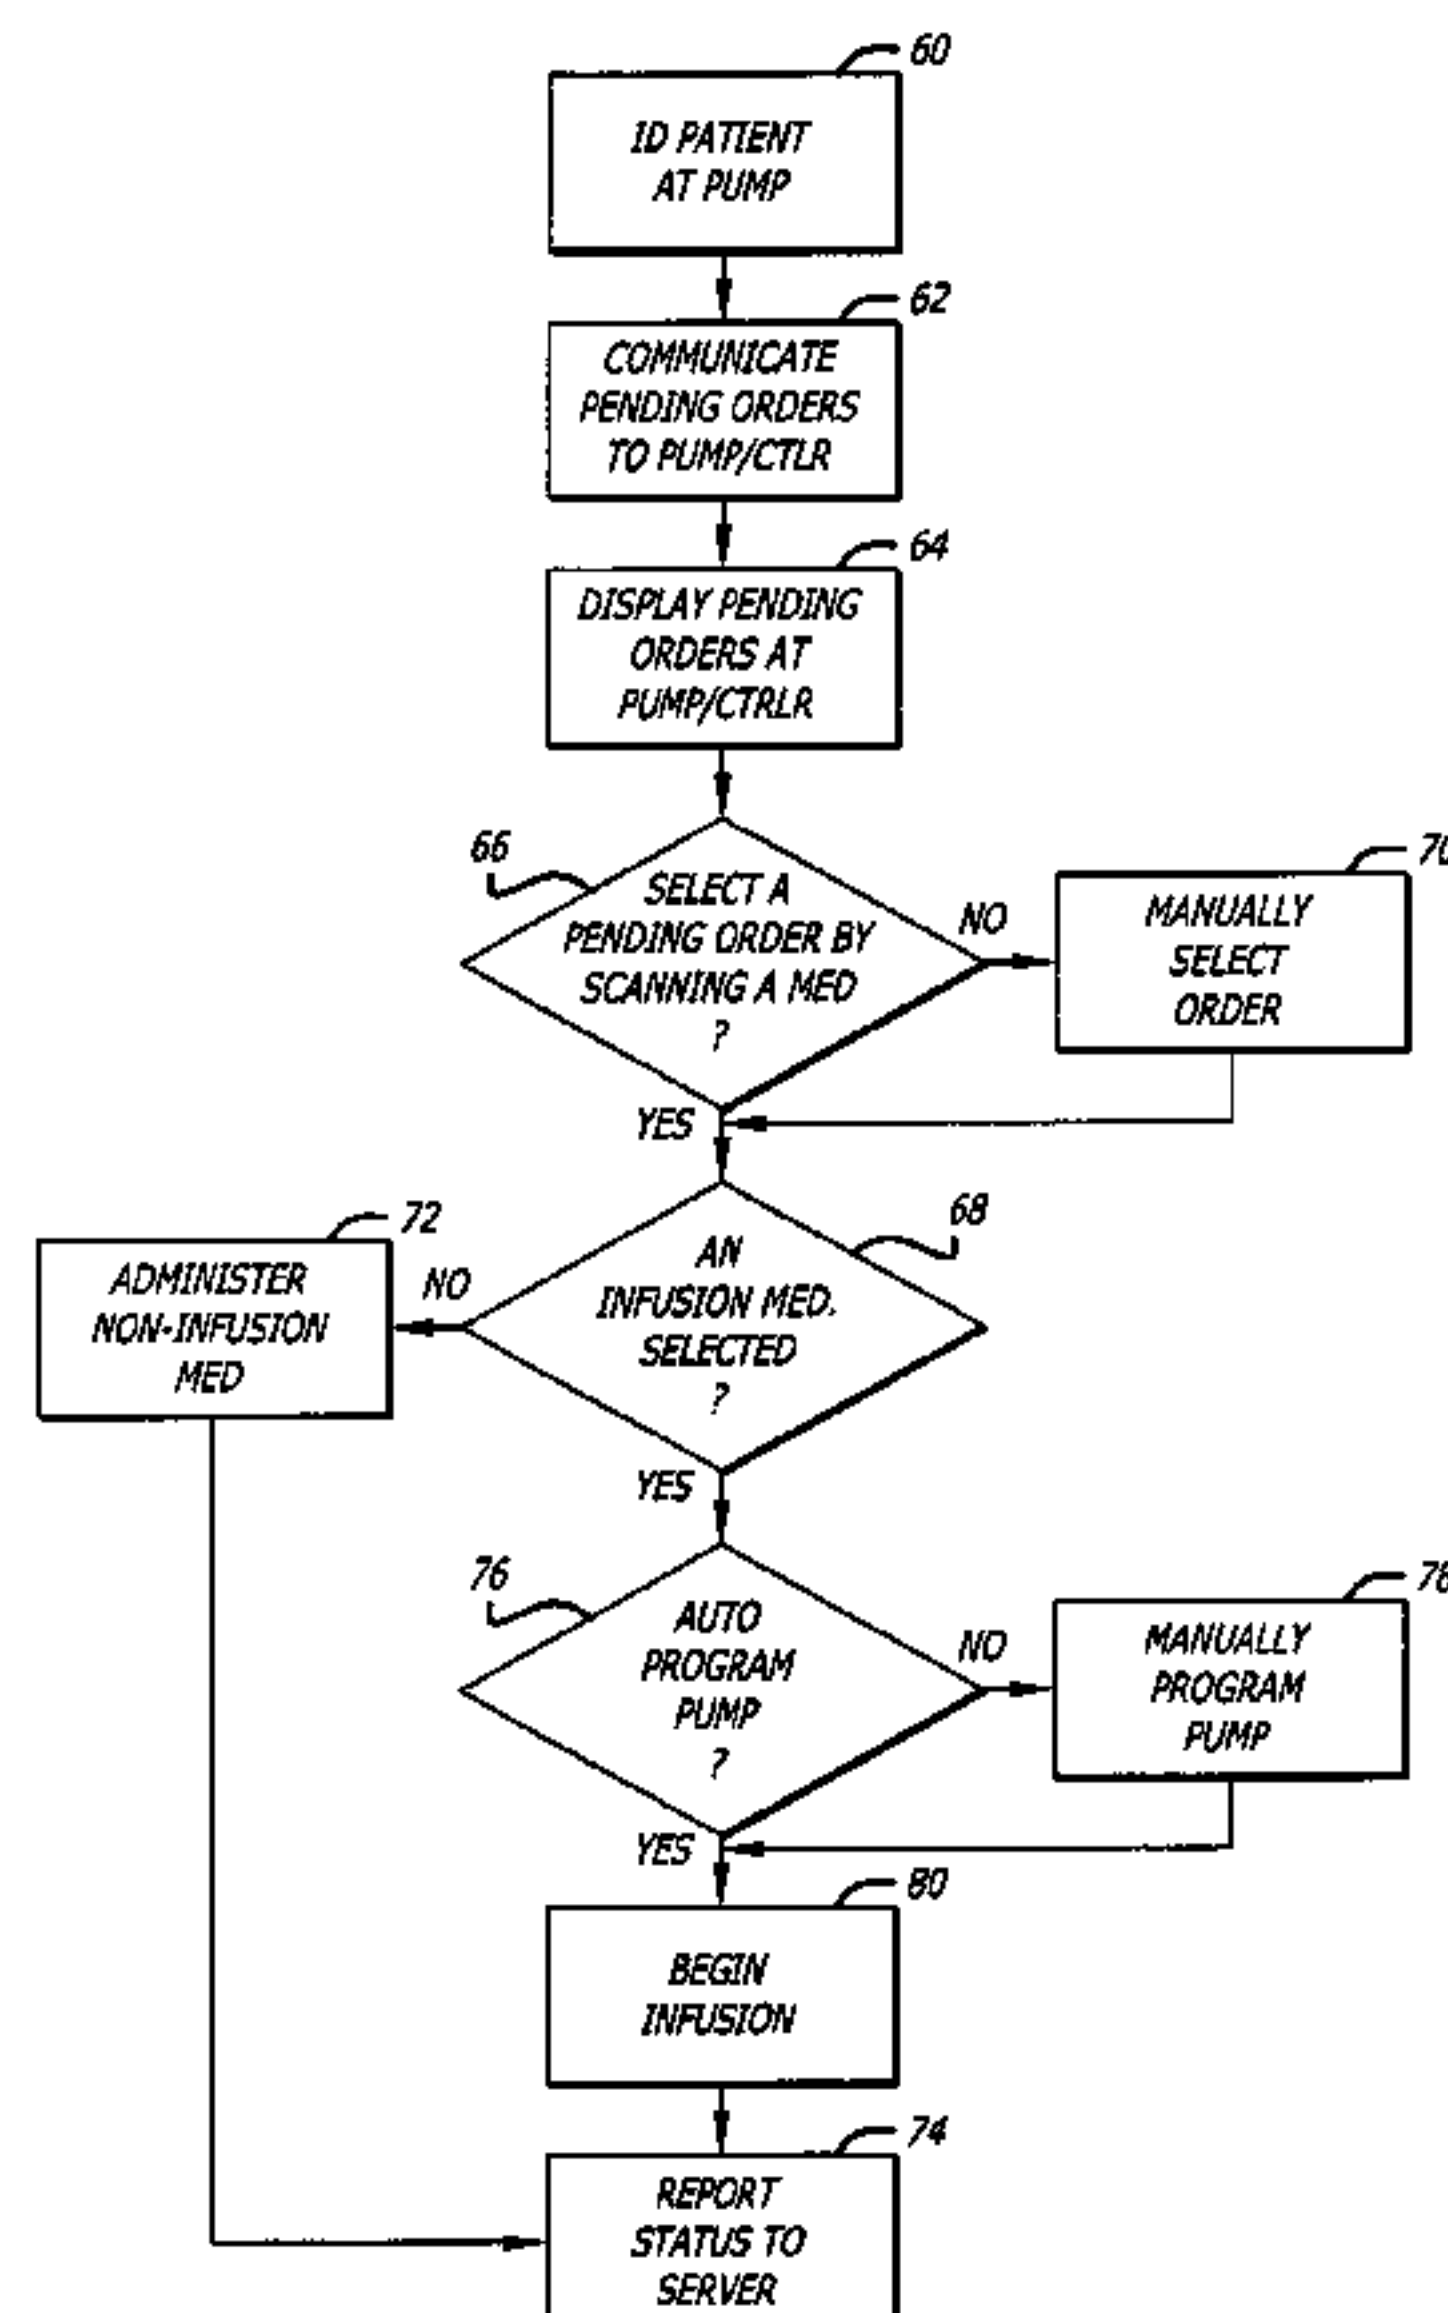 60
ID PATIENT
AT PUMP
62
COMMUNICATE
PENDING ORDERS
TO PUMP/CTLR
64
DISPLAY PENDING
ORDERS AT
PUMP/CTRLR
66
SELECT A
PENDING ORDER BY
SCANNING A MED
?
NO
70
MANUALLY
SELECT
ORDER
YES
68
AN
INFUSION MED.
SELECTED
?
NO
72
ADMINISTER
NON-INFUSION
MED
YES
76
AUTO
PROGRAM
PUMP
?
NO
78
MANUALLY
PROGRAM
PUMP
YES
80
BEGIN
INFUSION
74
REPORT
STATUS TO
SERVER